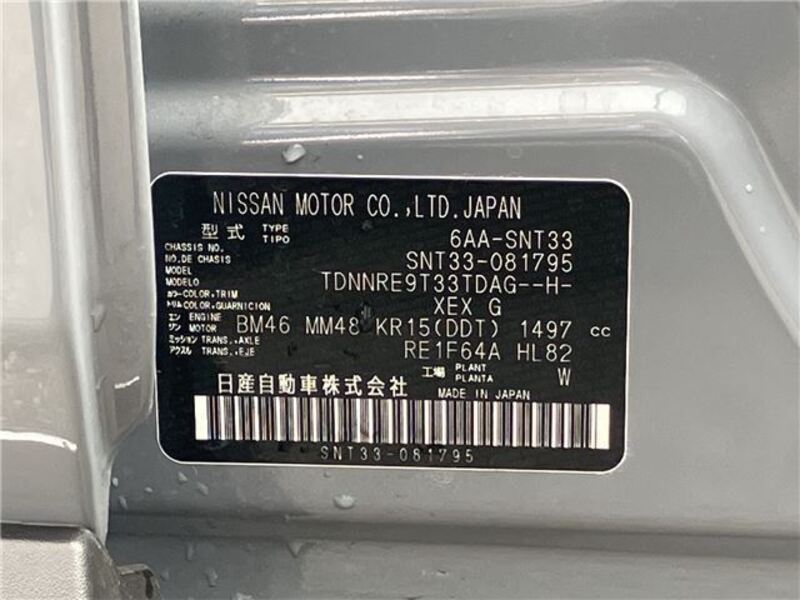 NISSAN MOTOR CO.,LTD.JAPAN
型式 TYPE TIPO 6AA-SNT33
CHASSIS NO. NO.DE CHASIS SNT33-081795
MODEL MODELO TDNNRE9T33TDAG--H-
カラー COLOR,TRIM トリム COLOR,GUARNICION XEX G
エンジン ENGINE MOTOR BM46 MM48 KR15(DDT) 1497 cc
ミッション TRANS.,AXLE アクスル TRANS.,EJE RE1F64A HL82
工場 PLANT PLANTA W
日産自動車株式会社 MADE IN JAPAN
SNT33-081795